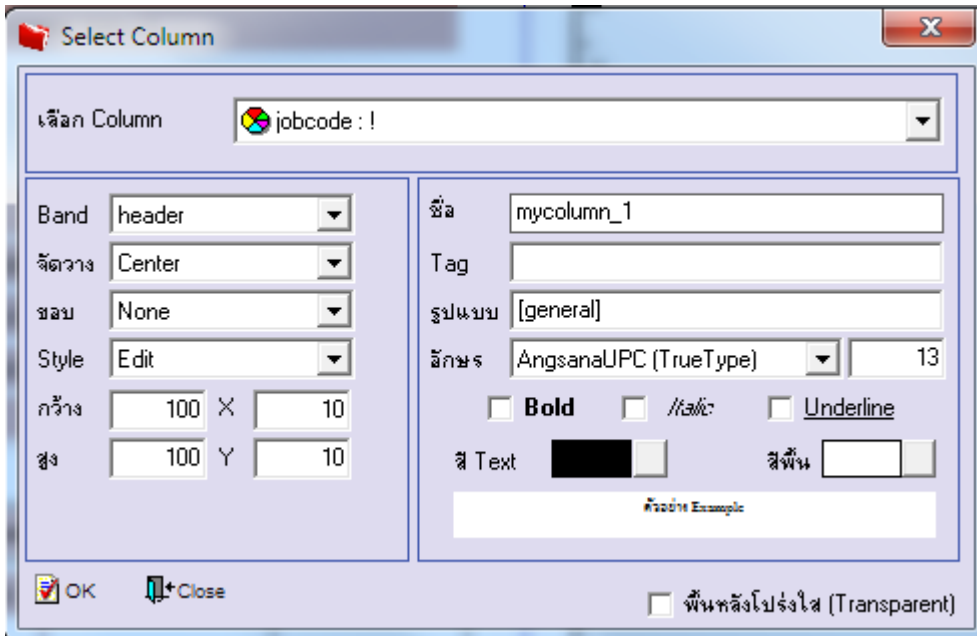 Select Column
เลือก Column jobcode : !
Band header
จัดวาง Center
ขอบ None
Style Edit
กว้าง 100 X 10
สูง 100 Y 10
ชื่อ mycolumn_1
Tag
รูปแบบ [general]
อักษร AngsanaUPC (TrueType) 13
Bold Italic Underline
สี Text สีพื้น
ตัวอย่าง Example
OK Close
พื้นหลังโปร่งใส (Transparent)